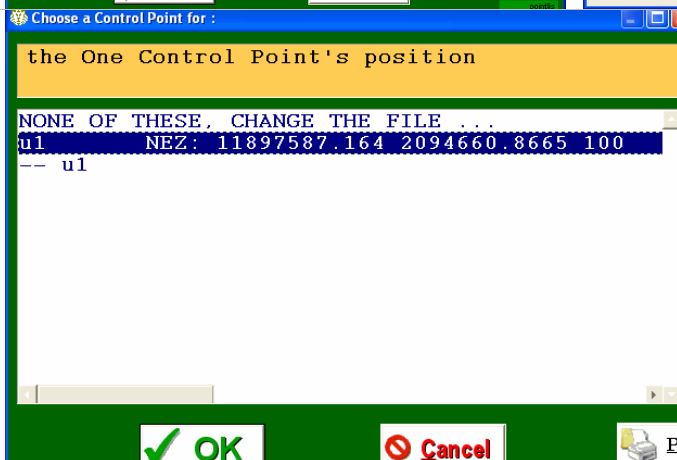 pointlis
Choose a Control Point for :
the One Control Point's position
NONE OF THESE, CHANGE THE FILE ...
u1 NEZ: 11897587.164 2094660.8665 100
-- u1
OK
Cancel
P